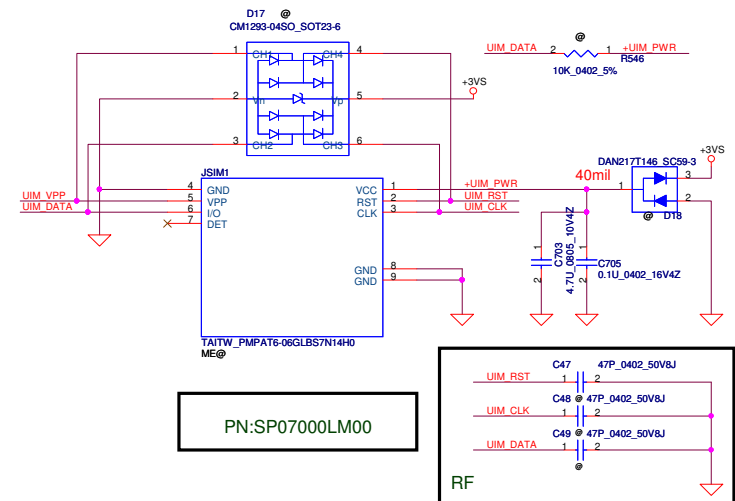 D17 @
CM1293-04SO_SOT23-6
1 CH1 CH4 4
2 Vn Vp 5
3 CH2 CH3 6
+3VS
@
UIM_DATA 2 1 +UIM_PWR
R546
10K_0402_5%
JSIM1
UIM_VPP
UIM_DATA
4 GND
5 VPP
6 I/O
7 DET
VCC 1 +UIM_PWR
RST 2 UIM_RST
CLK 3 UIM_CLK
GND 8
GND 9
TAITW_PMPAT6-06GLBS7N14H0
ME@
40mil
DAN217T146_SC59-3
+3VS
1 3
2
@ D18
1 C703 2
4.7U_0805_10V4Z
1 C705 2
0.1U_0402_16V4Z
PN:SP07000LM00
C47 47P_0402_50V8J
UIM_RST 1 2
C48 @ 47P_0402_50V8J
UIM_CLK 1 2
C49 @ 47P_0402_50V8J
UIM_DATA 1 2
@
RF